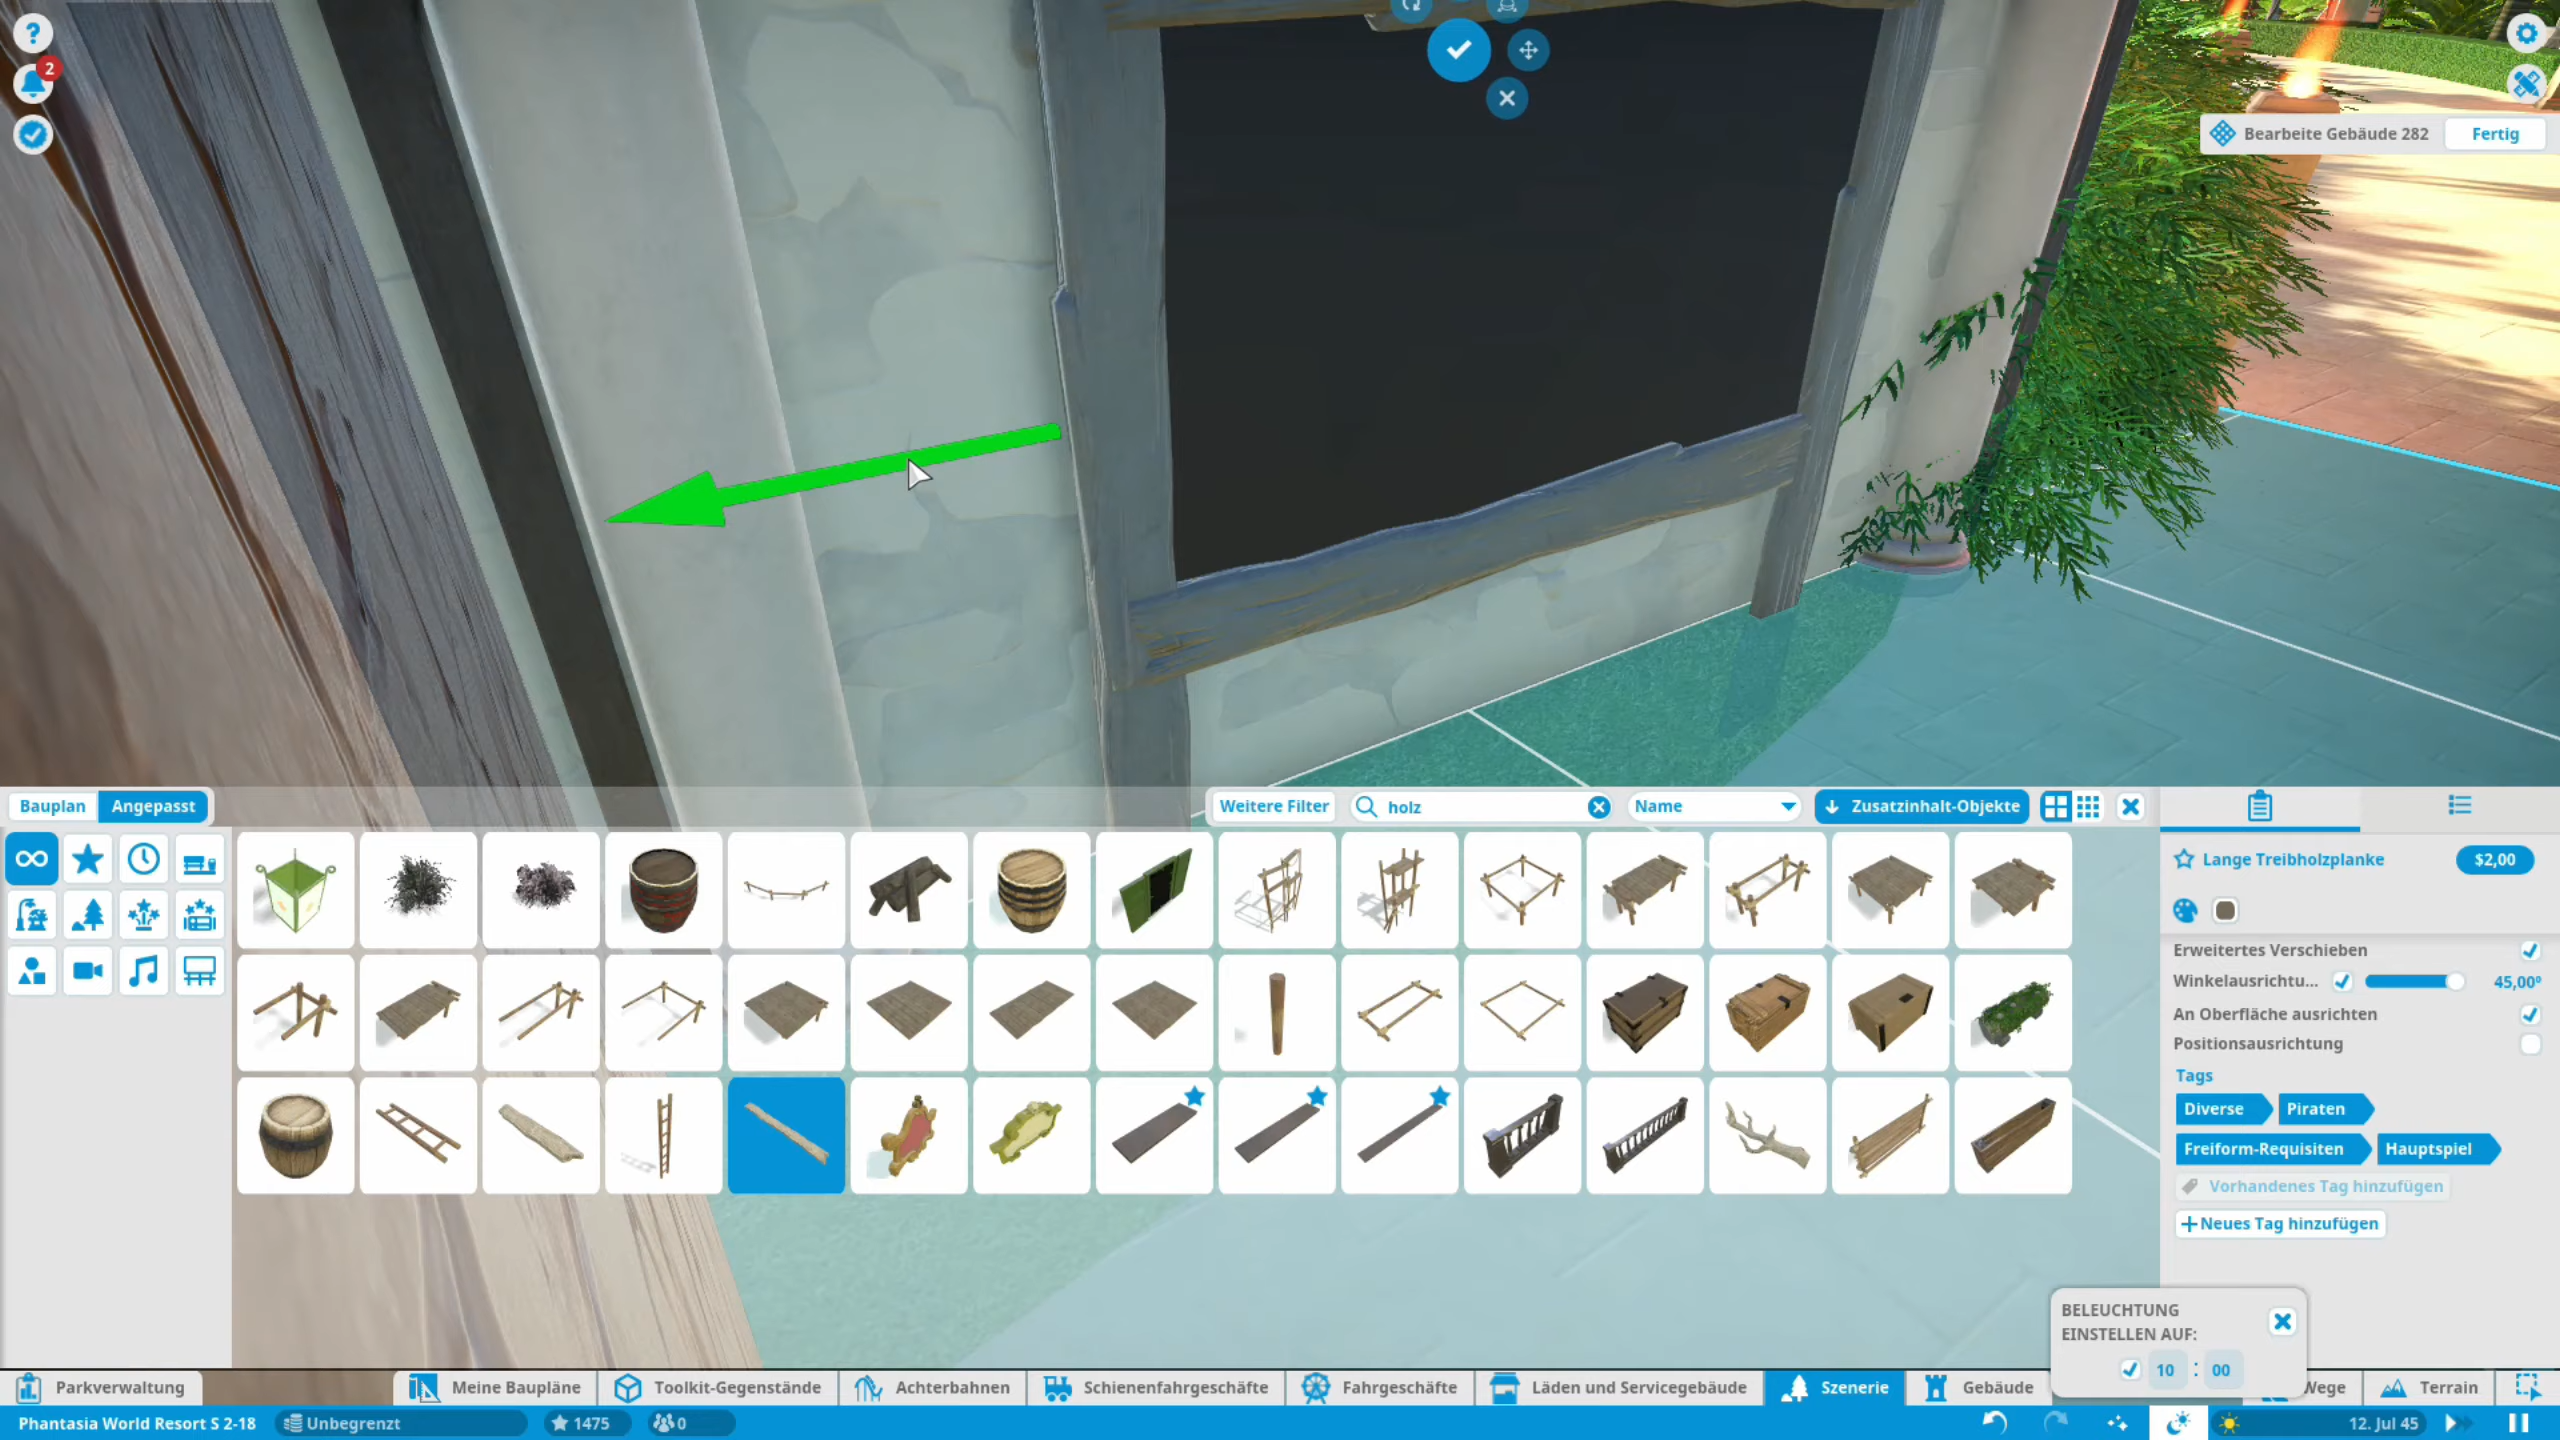 ?
2
Bearbeite Gebäude 282 Fertig
Bauplan Angepasst
Weitere Filter holz Name Zusatzinhalt-Objekte
Lange Treibholzplanke $2,00
Erweitertes Verschieben
Winkelausrichtu... 45,00°
An Oberfläche ausrichten
Positionsausrichtung
Tags
Diverse Piraten
Freiform-Requisiten Hauptspiel
Vorhandenes Tag hinzufügen
+Neues Tag hinzufügen
BELEUCHTUNG
EINSTELLEN AUF:
10 : 00
Parkverwaltung Meine Baupläne Toolkit-Gegenstände Achterbahnen Schienenfahrgeschäfte Fahrgeschäfte Läden und Servicegebäude Szenerie Gebäude Wege Terrain
Phantasia World Resort S 2-18 Unbegrenzt 1475 0 12. Jul 45